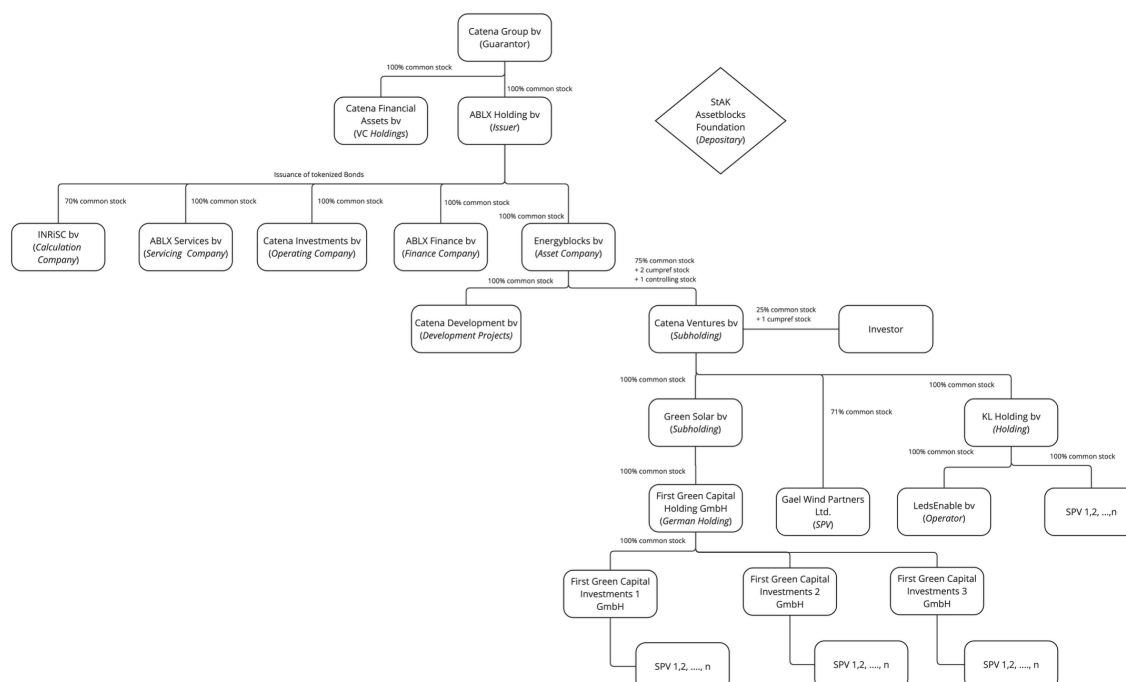 Catena Group bv
(Guarantor)
100% common stock
100% common stock
Catena Financial
Assets bv
(VC Holdings)
ABLX Holding bv
(Issuer)
StAK
Assetblocks
Foundation
(Depositary)
Issuance of tokenized Bonds
70% common stock
100% common stock
100% common stock
100% common stock
100% common stock
INRiSC bv
(Calculation
Company)
ABLX Services bv
(Servicing Company)
Catena Investments bv
(Operating Company)
ABLX Finance bv
(Finance Company)
Energyblocks bv
(Asset Company)
100% common stock
75% common stock
+ 2 cumpref stock
+ 1 controlling stock
Catena Development bv
(Development Projects)
Catena Ventures bv
(Subholding)
25% common stock
+ 1 cumpref stock
Investor
100% common stock
71% common stock
100% common stock
Green Solar bv
(Subholding)
KL Holding bv
(Holding)
100% common stock
100% common stock
100% common stock
First Green Capital
Holding GmbH
(German Holding)
Gael Wind Partners
Ltd.
(SPV)
LedsEnable bv
(Operator)
SPV 1,2, ...,n
100% common stock
First Green Capital
Investments 1
GmbH
First Green Capital
Investments 2
GmbH
First Green Capital
Investments 3
GmbH
SPV 1,2, ...., n
SPV 1,2, ...., n
SPV 1,2, ...., n